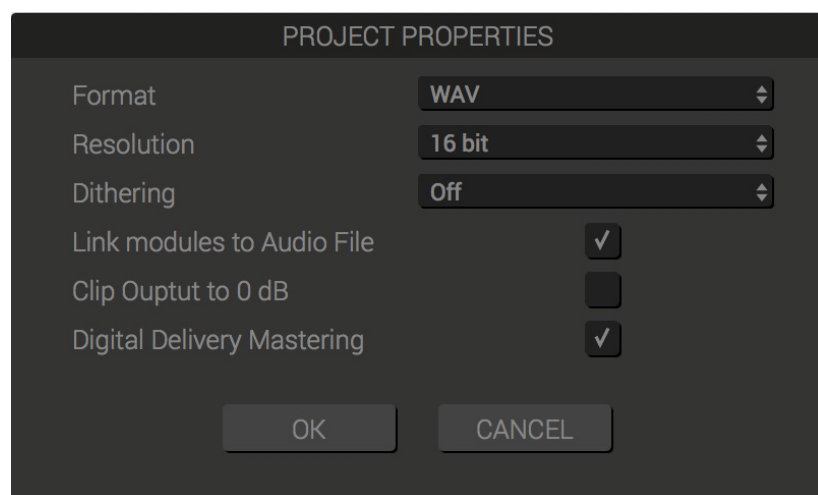 PROJECT PROPERTIES
Format WAV
Resolution 16 bit
Dithering Off
Link modules to Audio File
Clip Ouptut to 0 dB
Digital Delivery Mastering
OK CANCEL